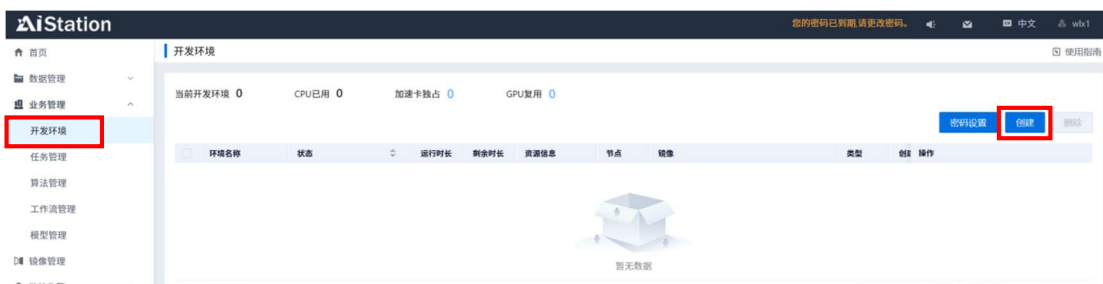 AiStation
您的密码已到期,请更改密码。
中文
wlx1
首页
开发环境
使用指南
数据管理
业务管理
开发环境
任务管理
算法管理
工作流管理
模型管理
镜像管理
当前开发环境 0 CPU已用 0 加速卡独占 0 GPU复用 0
密码设置 创建 删除
环境名称 状态 运行时长 剩余时长 资源信息 节点 镜像 类型 创建 操作
暂无数据